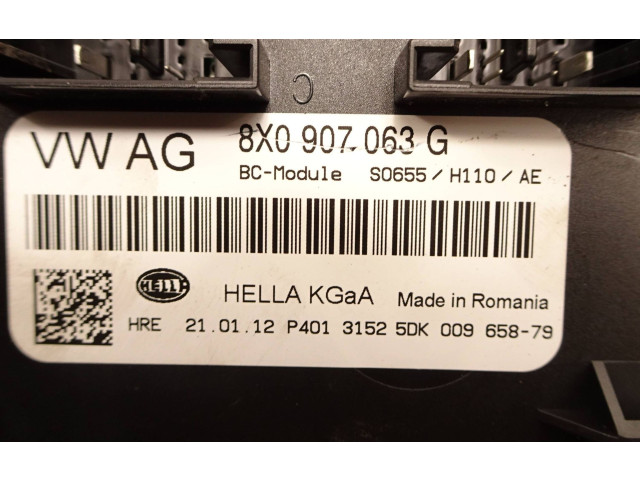 C
VW AG 8X0 907 063 G
BC-Module S0655/H110/AE
HELLA HELLA KGaA Made in Romania
HRE 21.01.12 P401 3152 5DK 009 658-79